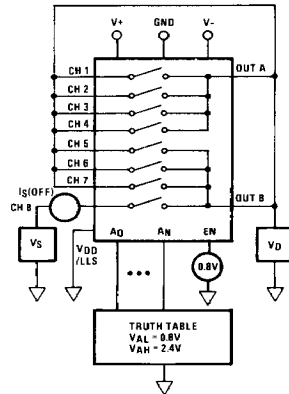 V+ GND V-
CH 1
OUT A
CH 2
CH 3
CH 4
CH 5
CH 6
CH 7
IS(OFF)
CH 8
OUT B
VS
VDD
/LLS
A0 AN EN
VD
0.8V
TRUTH TABLE
VAL = 0.8V
VAH = 2.4V